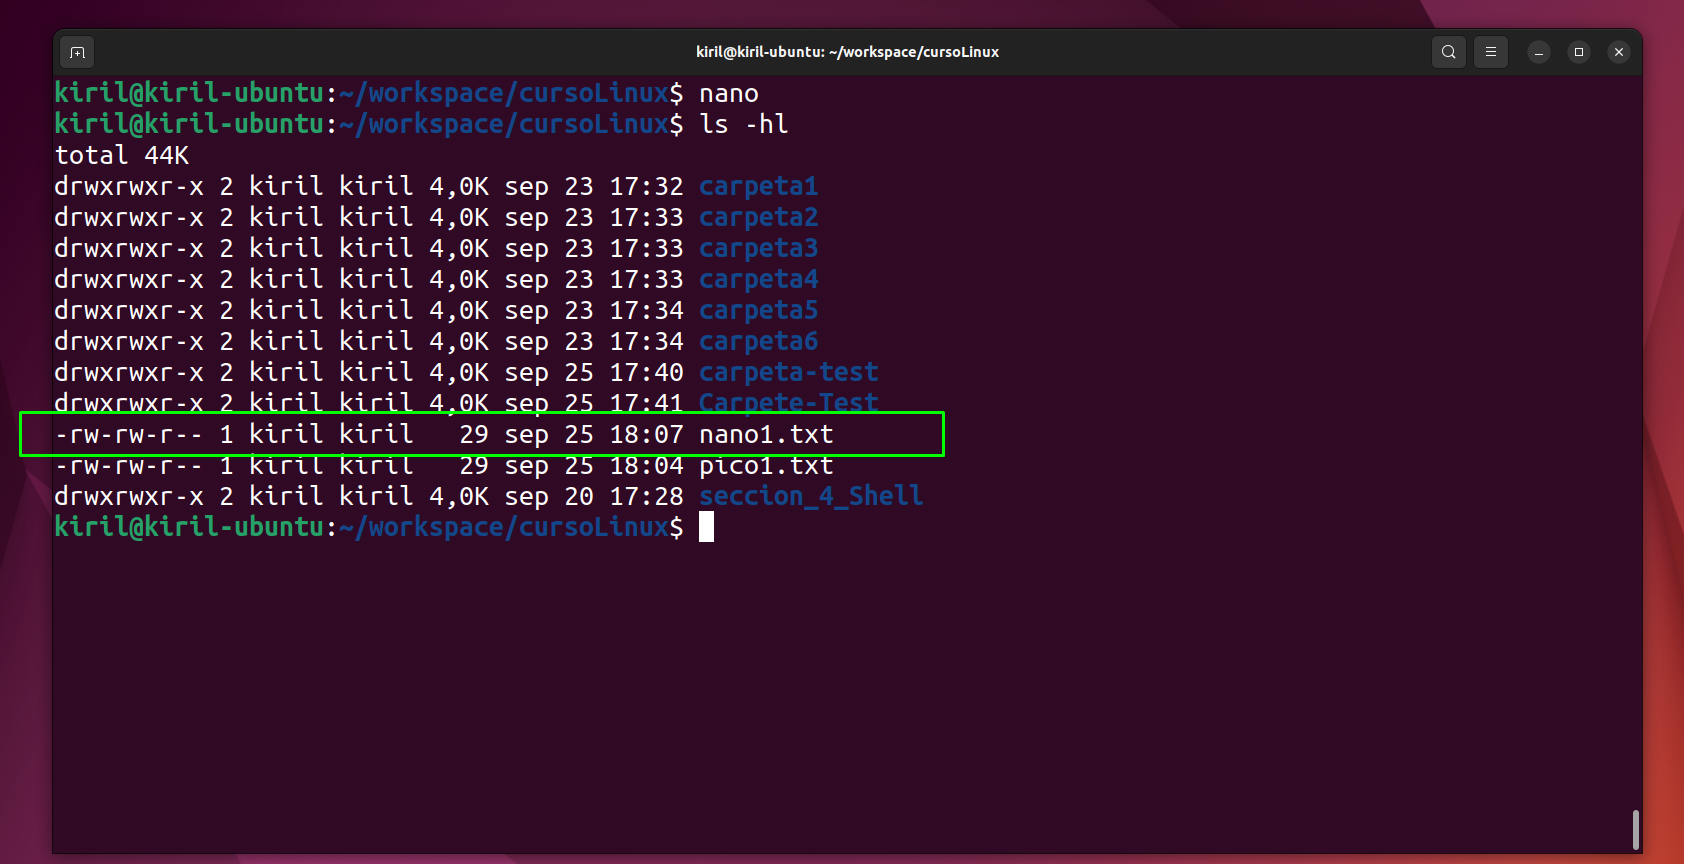 kiril@kiril-ubuntu: ~/workspace/cursoLinux
kiril@kiril-ubuntu:~/workspace/cursoLinux$ nano
kiril@kiril-ubuntu:~/workspace/cursoLinux$ ls -hl
total 44K
drwxrwxr-x 2 kiril kiril 4,0K sep 23 17:32 carpeta1
drwxrwxr-x 2 kiril kiril 4,0K sep 23 17:33 carpeta2
drwxrwxr-x 2 kiril kiril 4,0K sep 23 17:33 carpeta3
drwxrwxr-x 2 kiril kiril 4,0K sep 23 17:33 carpeta4
drwxrwxr-x 2 kiril kiril 4,0K sep 23 17:34 carpeta5
drwxrwxr-x 2 kiril kiril 4,0K sep 23 17:34 carpeta6
drwxrwxr-x 2 kiril kiril 4,0K sep 25 17:40 carpeta-test
drwxrwxr-x 2 kiril kiril 4,0K sep 25 17:41 Carpete-Test
-rw-rw-r-- 1 kiril kiril   29 sep 25 18:07 nano1.txt
-rw-rw-r-- 1 kiril kiril   29 sep 25 18:04 pico1.txt
drwxrwxr-x 2 kiril kiril 4,0K sep 20 17:28 seccion_4_Shell
kiril@kiril-ubuntu:~/workspace/cursoLinux$